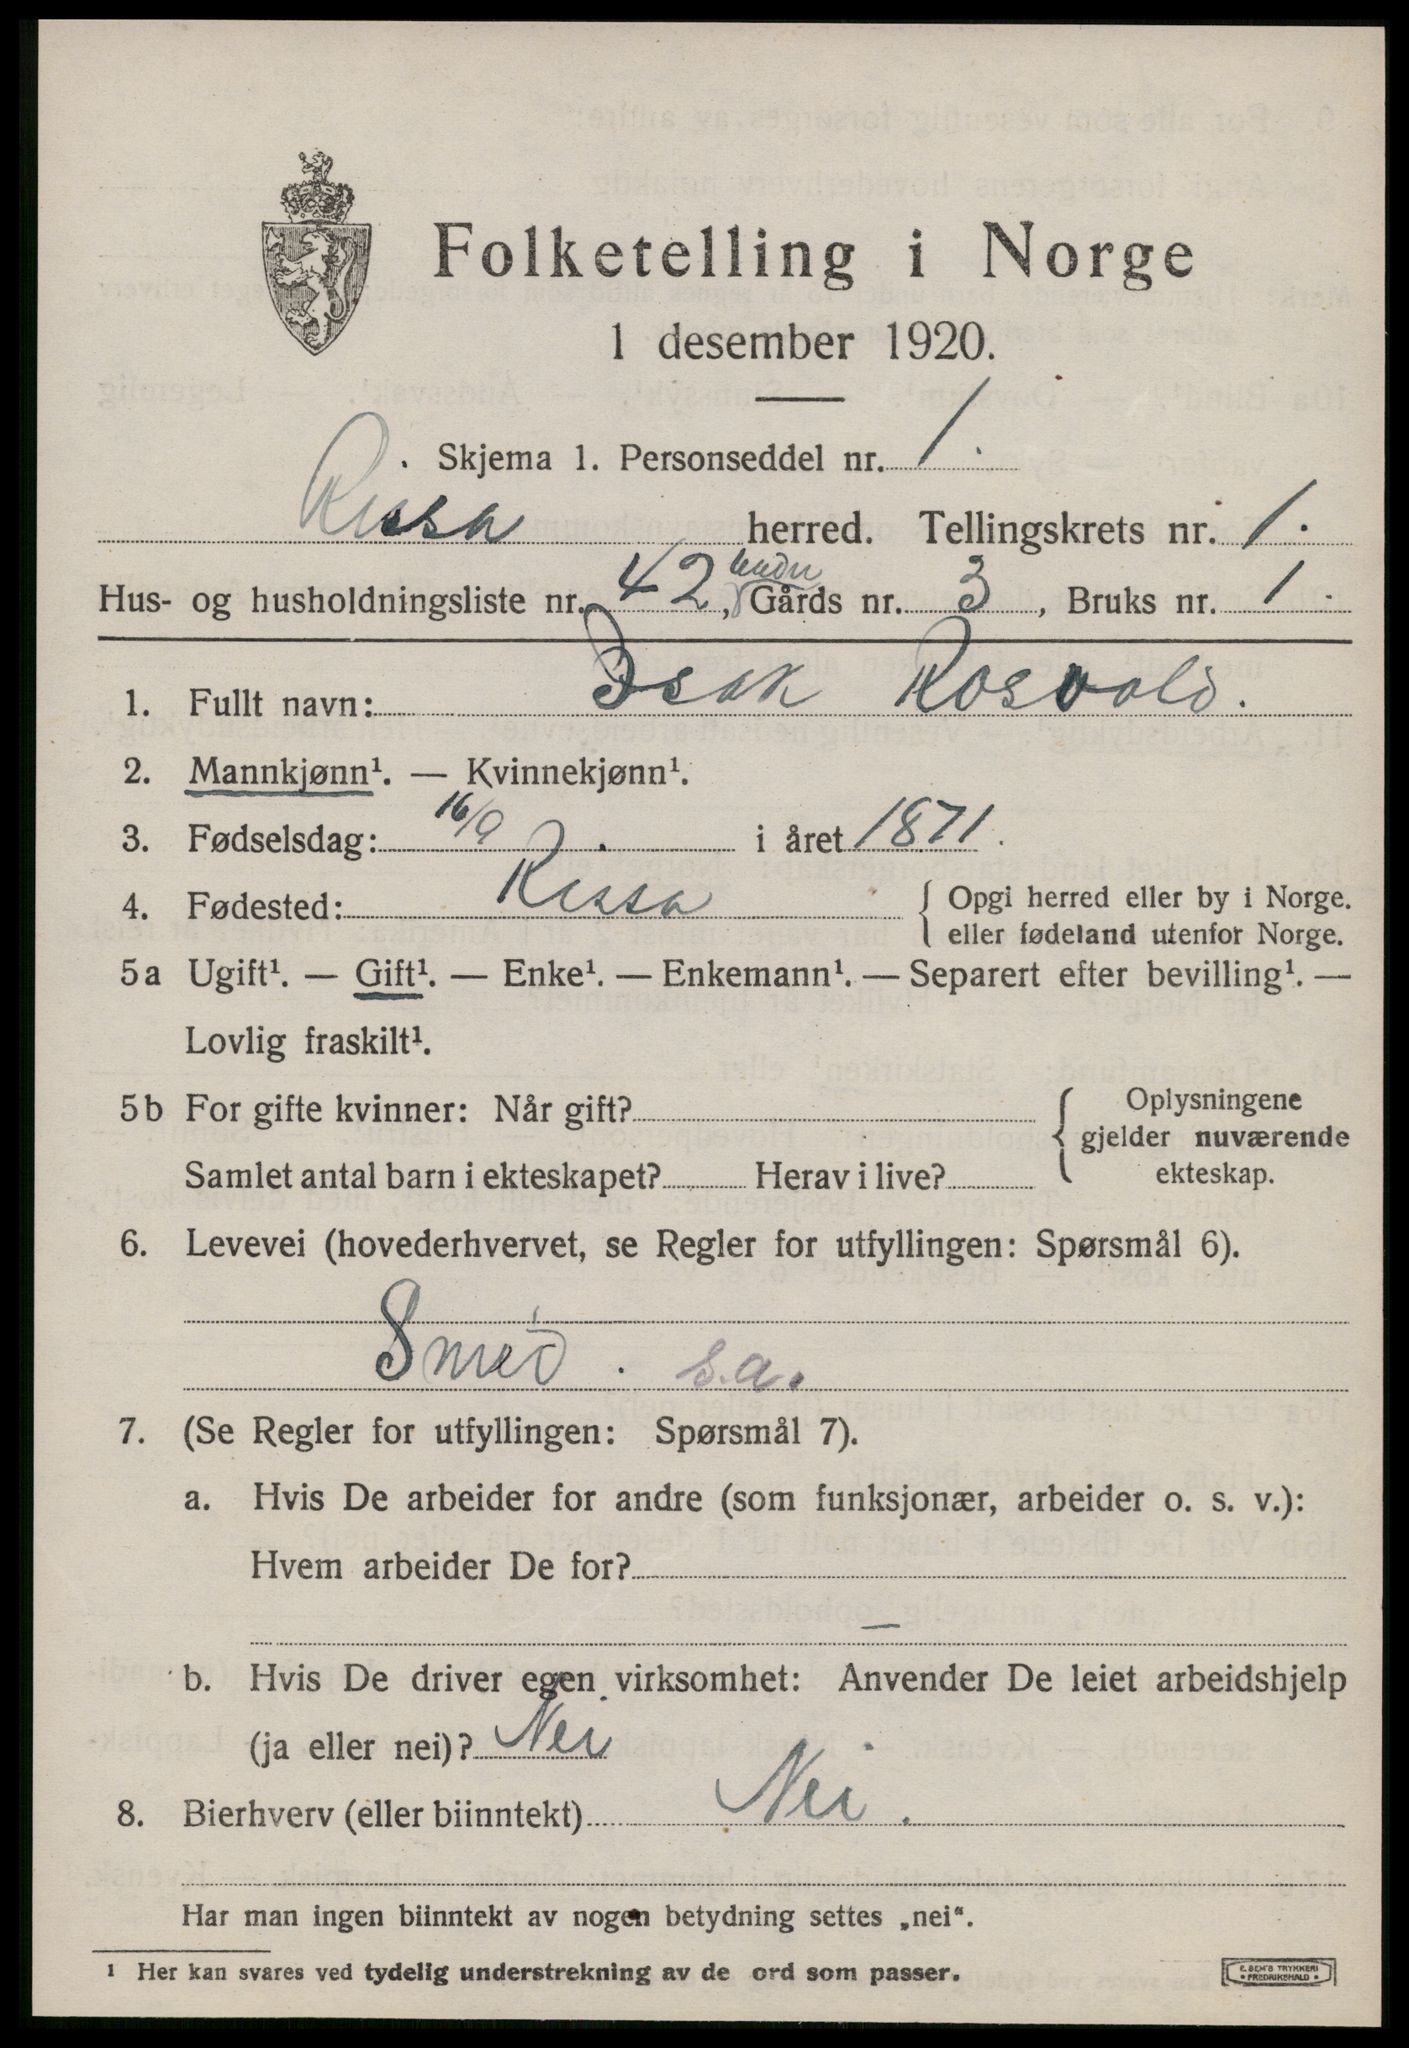 Folketelling i Norge
1 desember 1920.
Skjema 1. Personseddel nr. 1.
Rissa herred. Tellingskrets nr. 1.
Hus- og husholdningsliste nr. 42, Gårds nr. 3, Bruks nr. 1.
1. Fullt navn: Isak Rosvold.
2. Mannkjønn¹. — Kvinnekjønn¹.
3. Fødselsdag: 16/9 i året 1871.
4. Fødested: Rissa { Opgi herred eller by i Norge.
eller fødeland utenfor Norge.
5a Ugift¹. — Gift¹. — Enke¹. — Enkemann¹. — Separert efter bevilling¹. —
Lovlig fraskilt¹.
5b For gifte kvinner: Når gift? { Oplysningene
gjelder nuværende
Samlet antal barn i ekteskapet? Herav i live? ekteskap.
6. Levevei (hovederhvervet, se Regler for utfyllingen: Spørsmål 6).
Smed. s.a.
7. (Se Regler for utfyllingen: Spørsmål 7).
a. Hvis De arbeider for andre (som funksjonær, arbeider o. s. v.):
Hvem arbeider De for?
—
b. Hvis De driver egen virksomhet: Anvender De leiet arbeidshjelp
(ja eller nei)? Nei
8. Bierhverv (eller biinntekt) Nei.
Har man ingen biinntekt av nogen betydning settes „nei“.
¹ Her kan svares ved tydelig understrekning av de ord som passer.
E. SEM'S TRYKKERI
FREDRIKSHALD